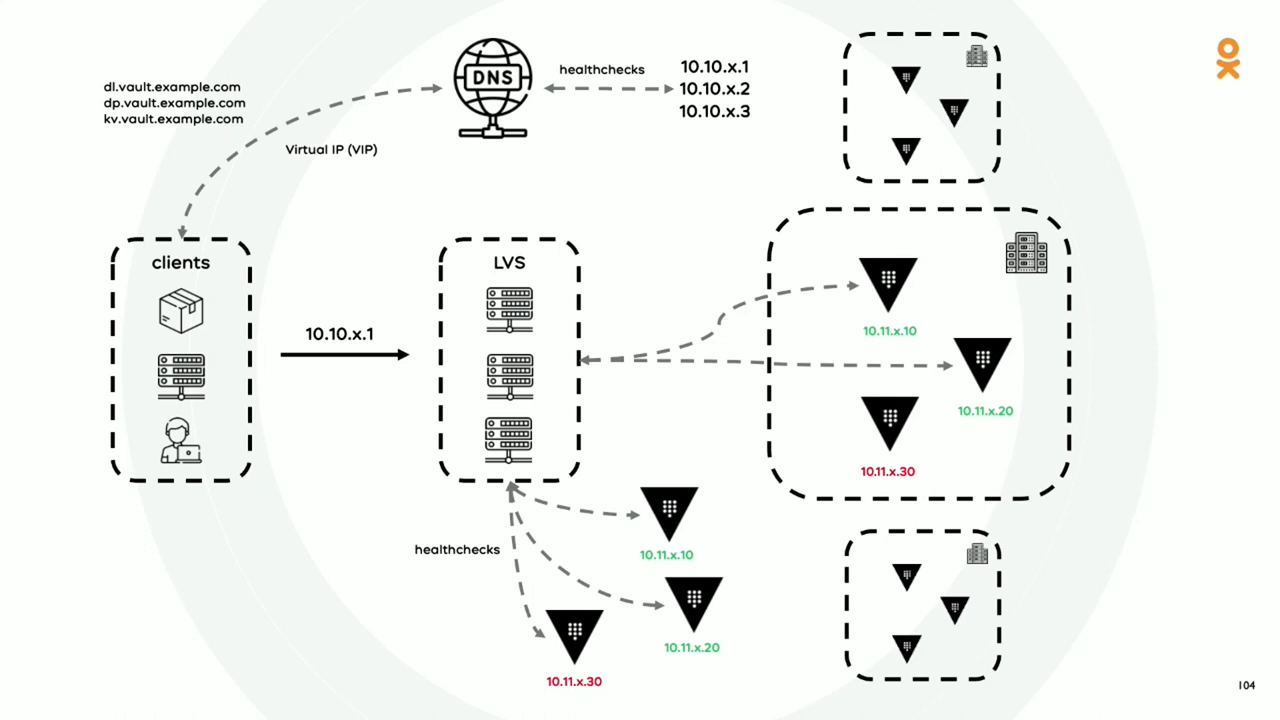 dl.vault.example.com
dp.vault.example.com
kv.vault.example.com
DNS
healthchecks
10.10.x.1
10.10.x.2
10.10.x.3
Virtual IP (VIP)
clients
LVS
10.10.x.1
10.11.x.10
10.11.x.20
10.11.x.30
healthchecks
10.11.x.10
10.11.x.20
10.11.x.30
104